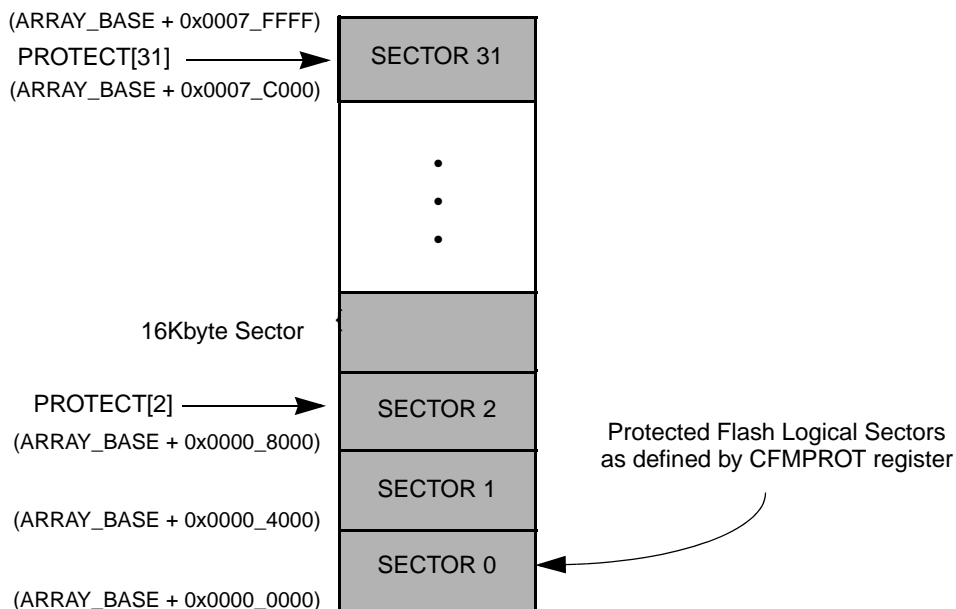 (ARRAY_BASE + 0x0007_FFFF)
PROTECT[31]
SECTOR 31
(ARRAY_BASE + 0x0007_C000)
16Kbyte Sector
PROTECT[2]
SECTOR 2
(ARRAY_BASE + 0x0000_8000)
Protected Flash Logical Sectors
as defined by CFMPROT register
SECTOR 1
(ARRAY_BASE + 0x0000_4000)
SECTOR 0
(ARRAY_BASE + 0x0000_0000)